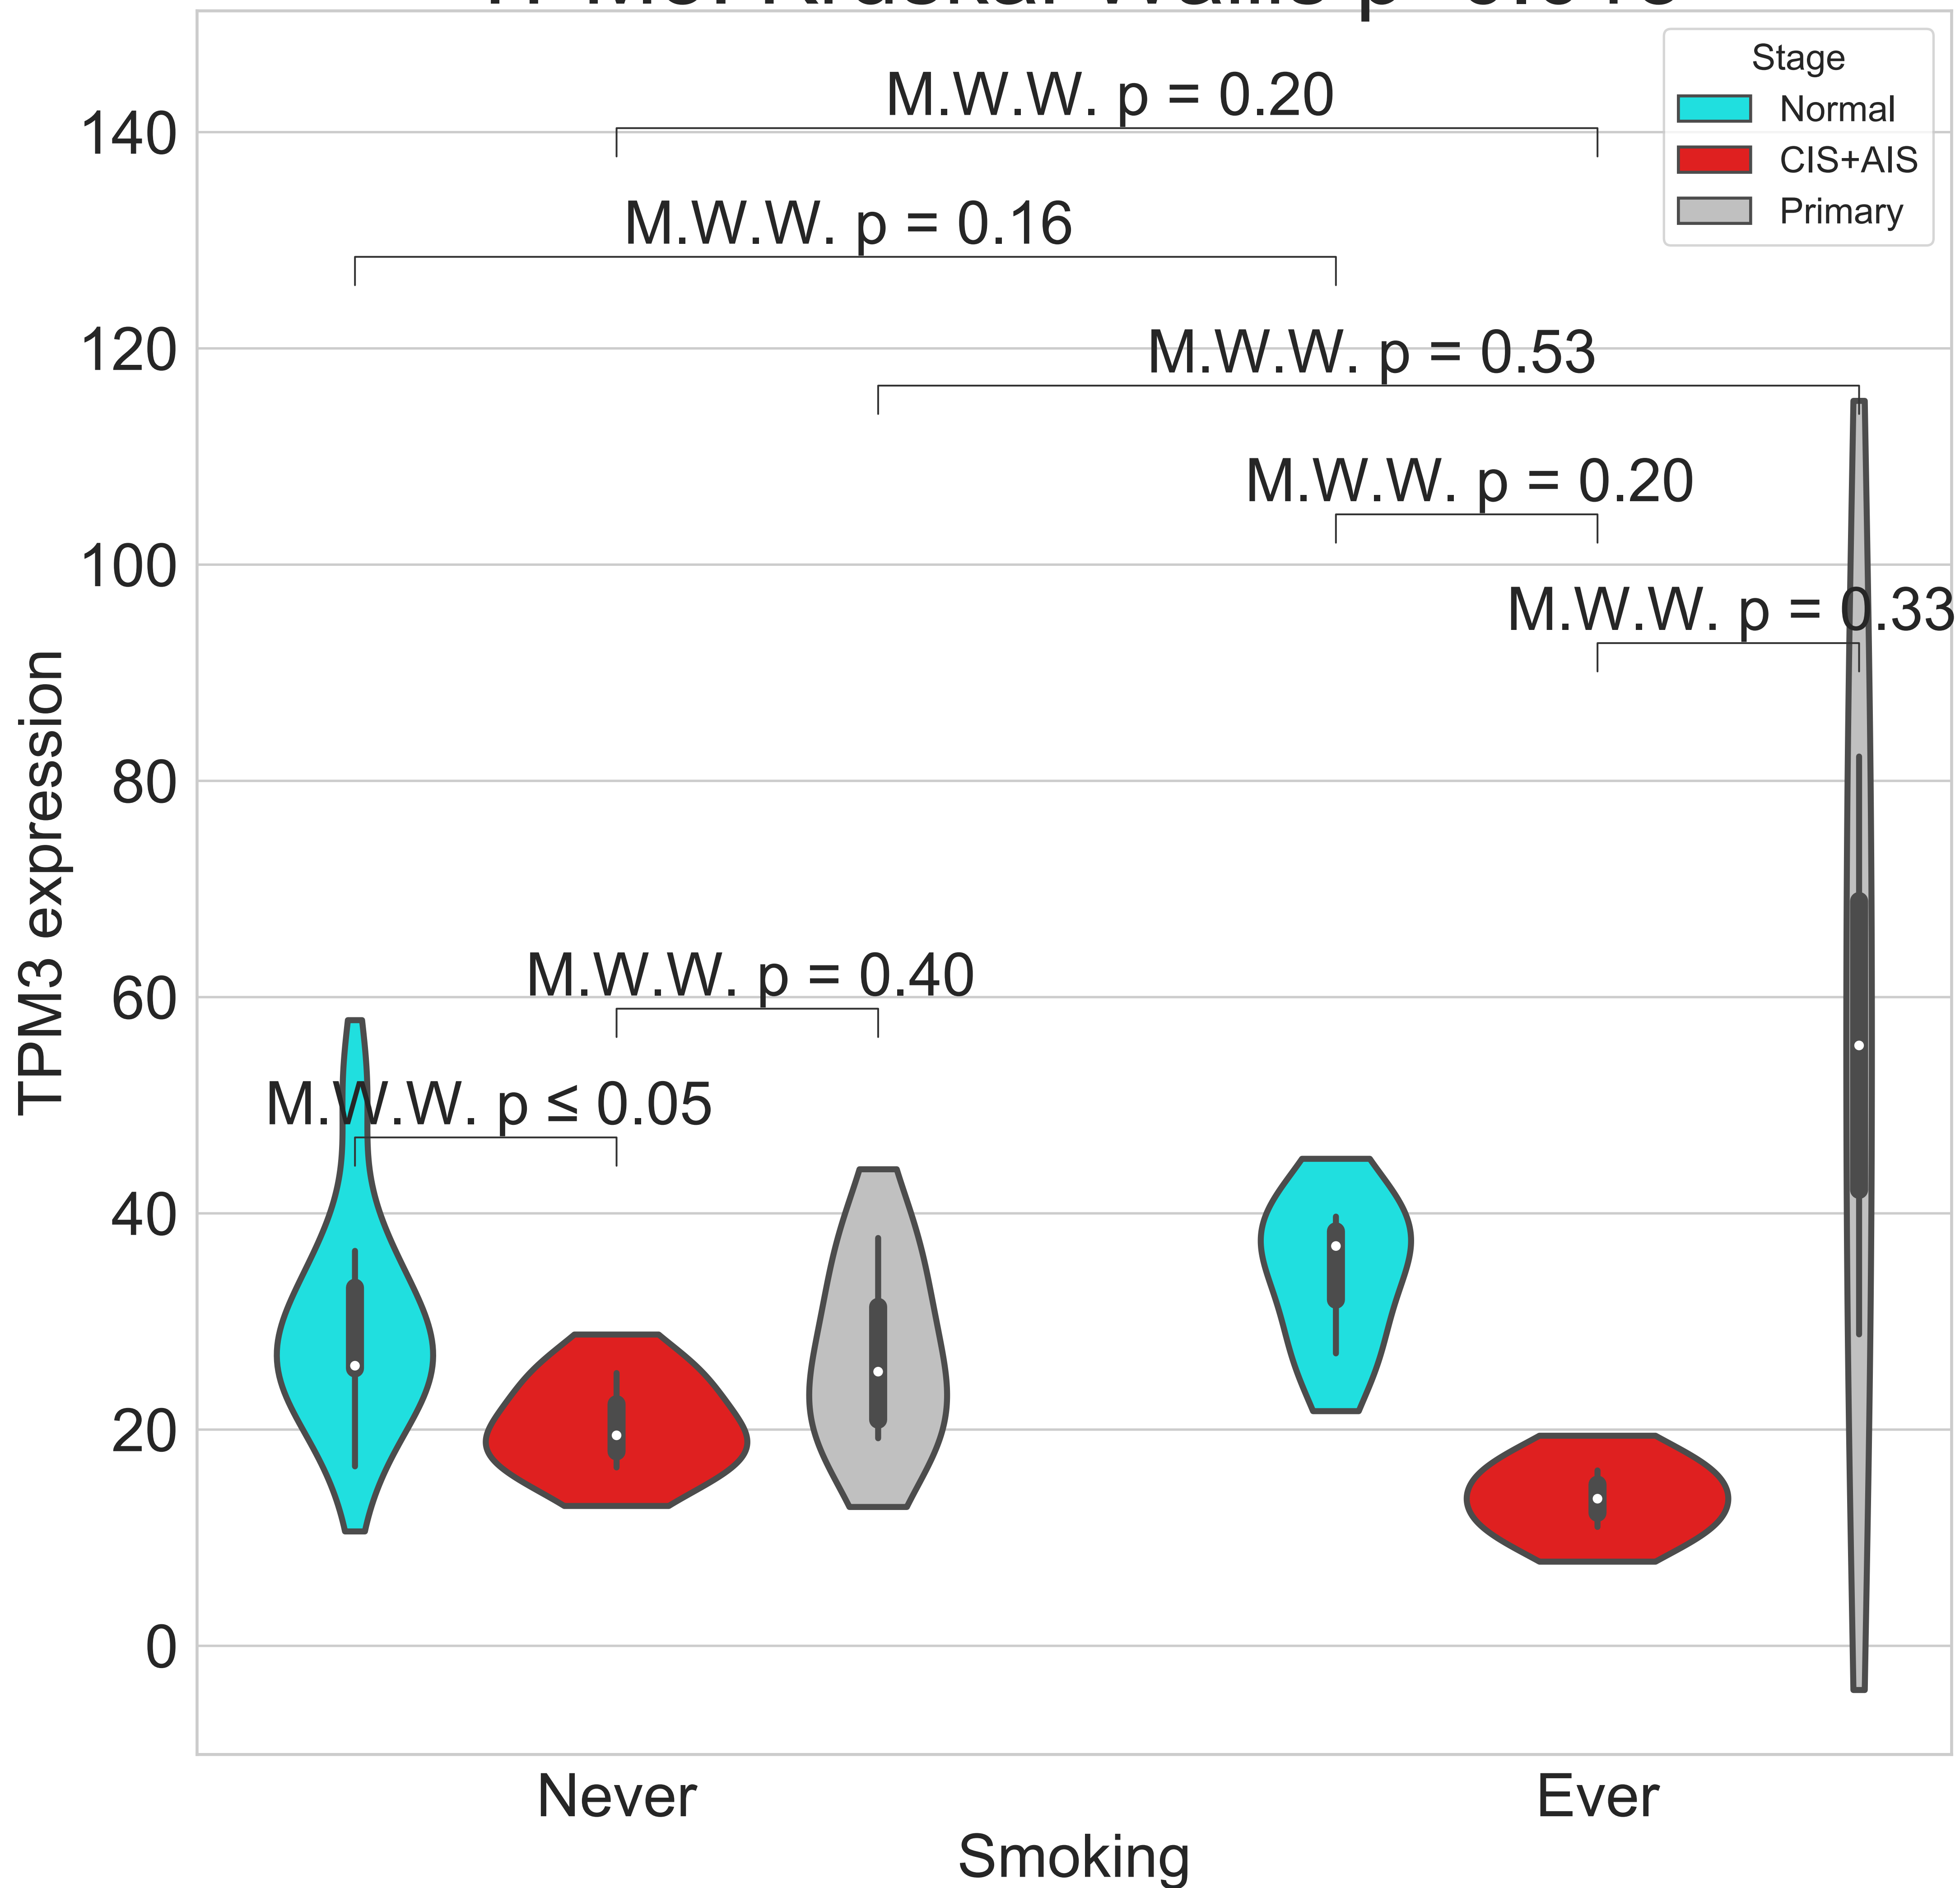 Stage
Normal
CIS+AIS
Primary
M.W.W. p = 0.20
M.W.W. p = 0.16
M.W.W. p = 0.53
M.W.W. p = 0.20
M.W.W. p = 0.33
M.W.W. p = 0.40
M.W.W. p ≤ 0.05
140
120
100
80
60
40
20
0
TPM3 expression
Never
Ever
Smoking